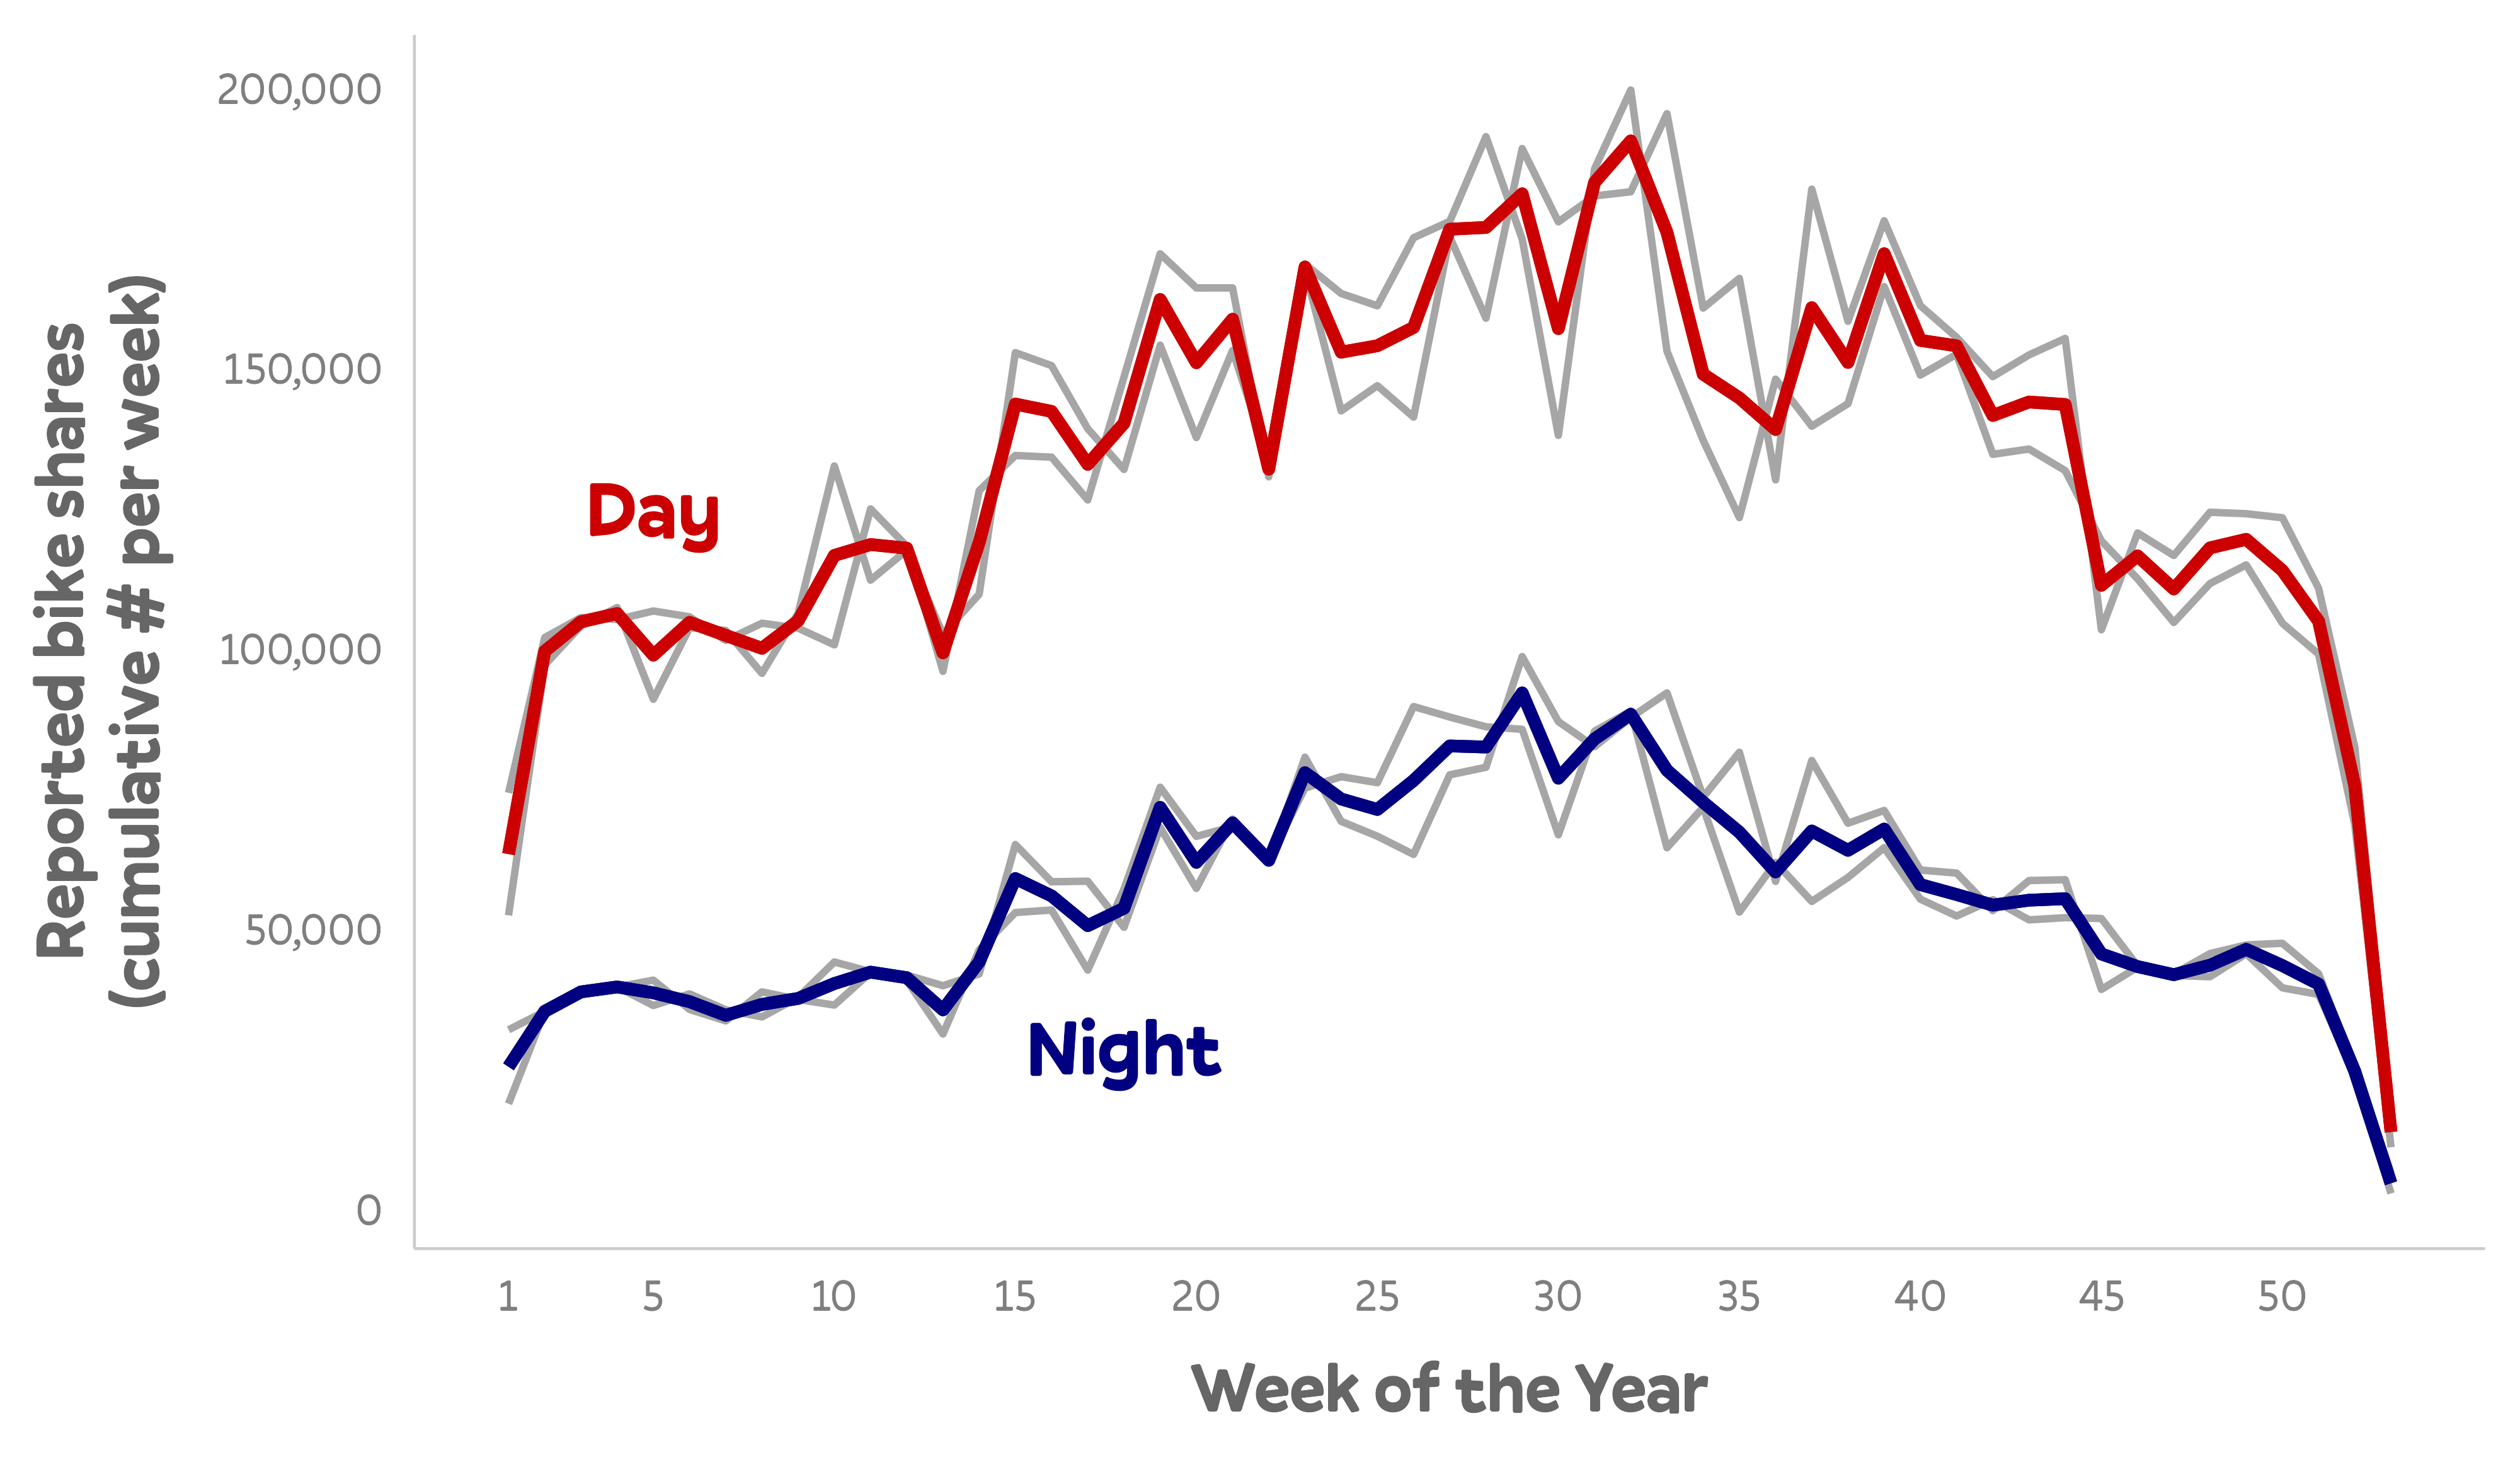 Reported bike shares
(cumulative # per week)
200,000
150,000
100,000
50,000
0
Day
Night
1 5 10 15 20 25 30 35 40 45 50
Week of the Year